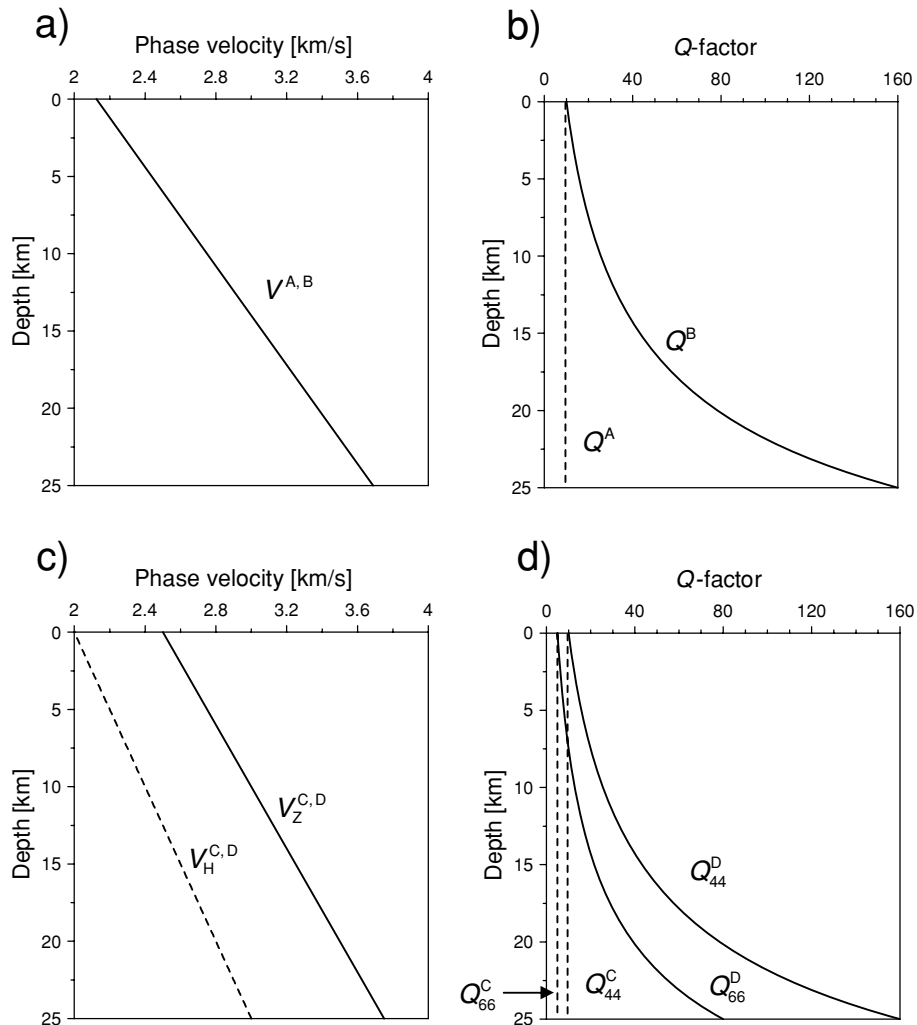 a)
Phase velocity [km/s]
2 2.4 2.8 3.2 3.6 4
0
5
10
15
20
25
Depth [km]
V^A, B
b)
Q-factor
0 40 80 120 160
0
5
10
15
20
25
Depth [km]
Q^B
Q^A
c)
Phase velocity [km/s]
2 2.4 2.8 3.2 3.6 4
0
5
10
15
20
25
Depth [km]
V_Z^C, D
V_H^C, D
d)
Q-factor
0 40 80 120 160
0
5
10
15
20
25
Depth [km]
Q_44^D
Q_66^C
Q_44^C
Q_66^D